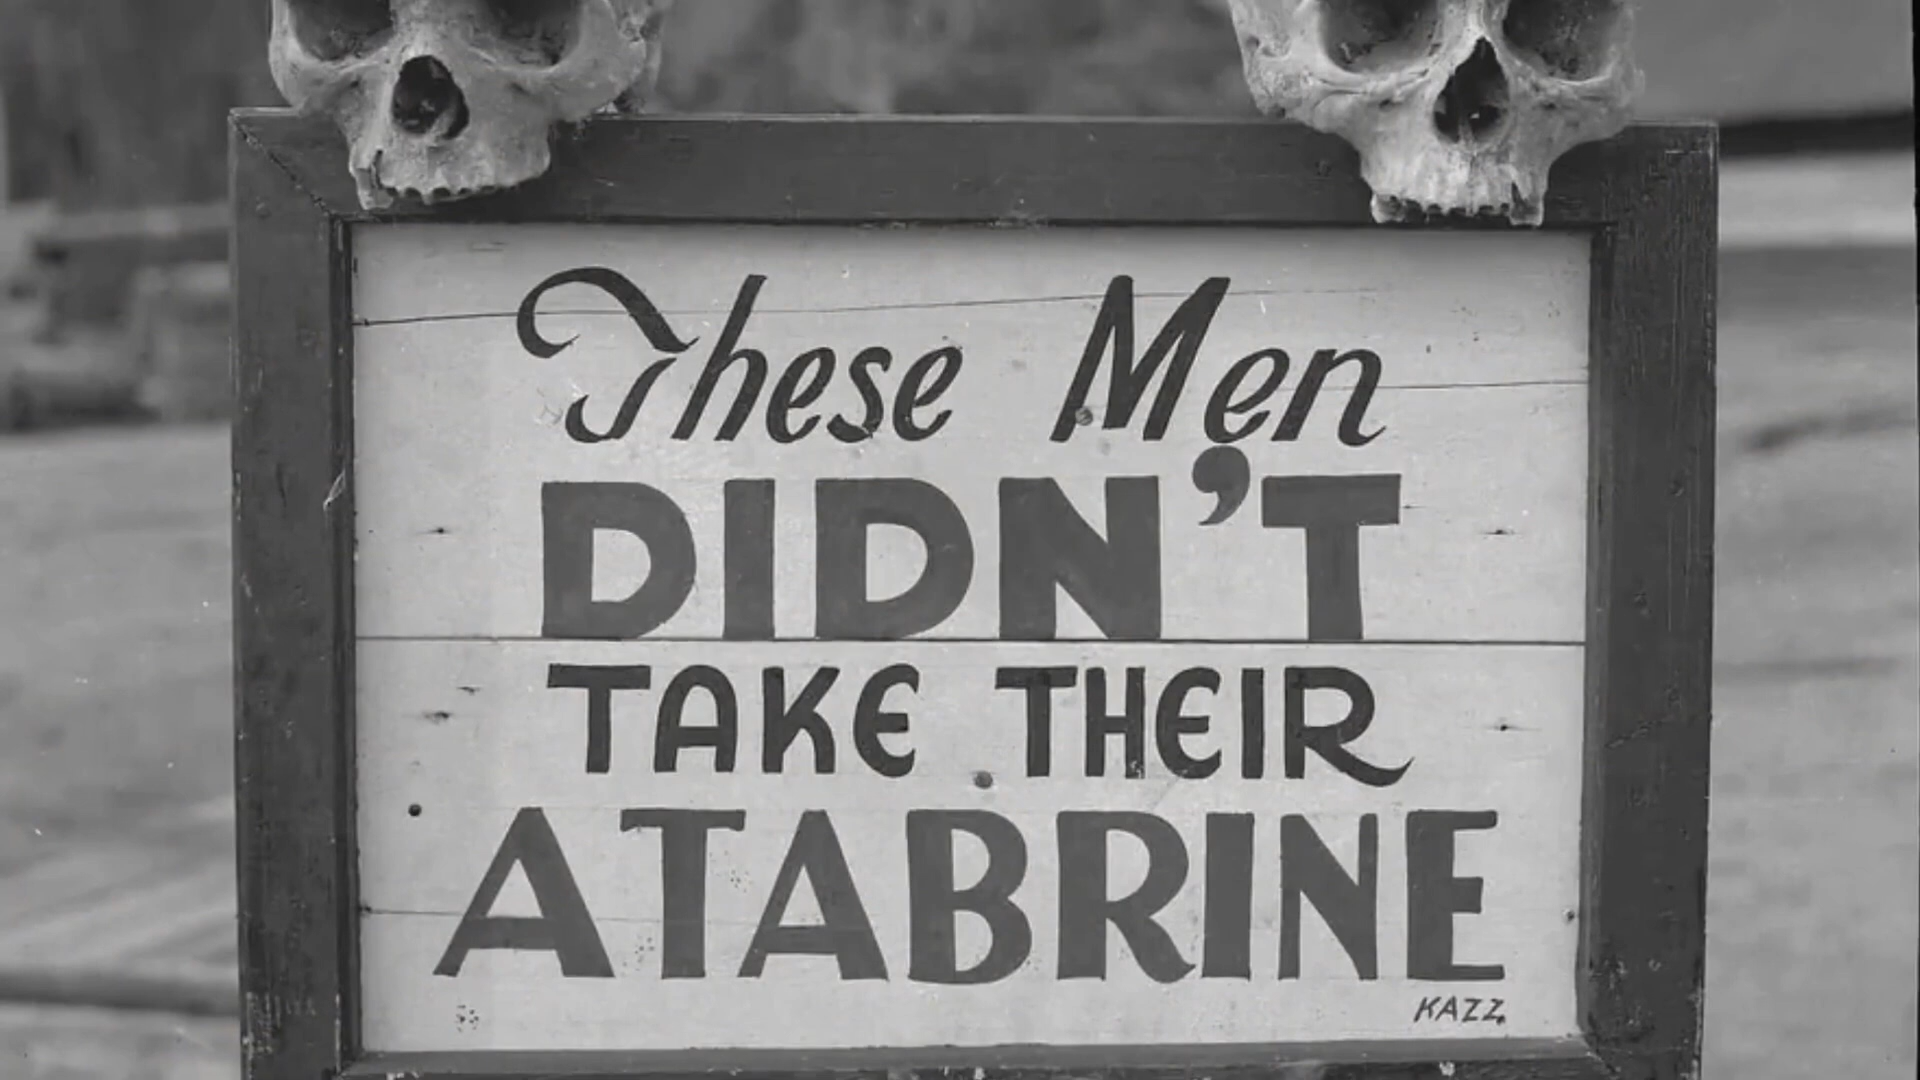 These Men
DIDN'T
TAKE THEIR
ATABRINE
KAZZ